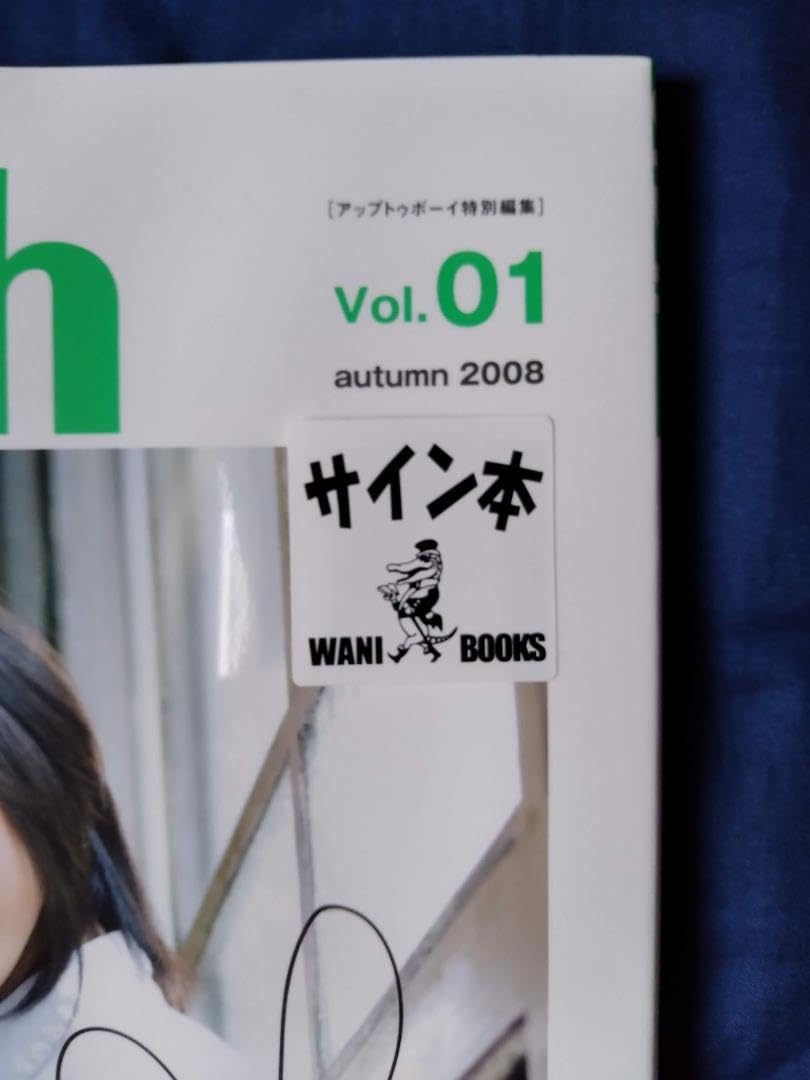 h
[アップトゥボーイ特別編集]
Vol.01
autumn 2008
サイン本
WANI BOOKS